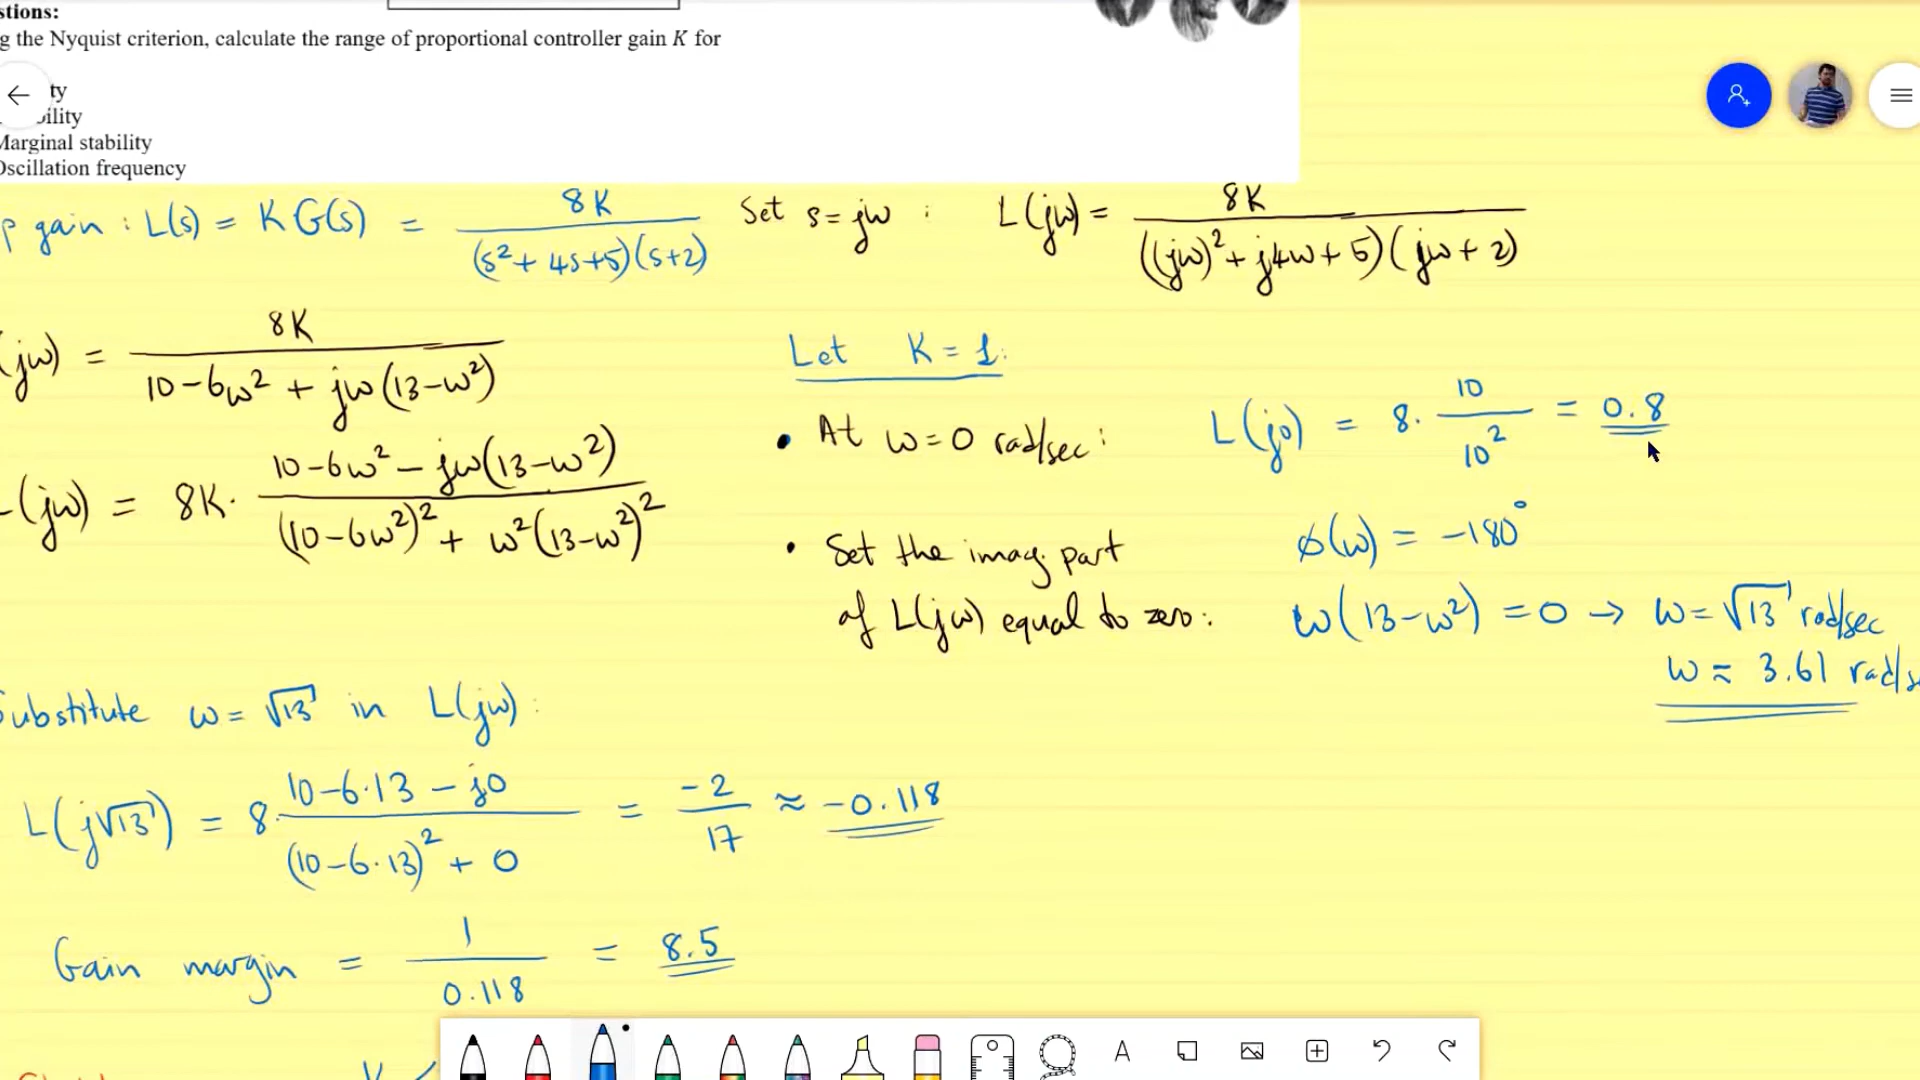 stions:
g the Nyquist criterion, calculate the range of proportional controller gain K for
ty
bility
Marginal stability
Oscillation frequency
p gain : L(s) = K G(s) = 8K / (s² + 4s+5)(s+2)
Set s = jω : L(jω) = 8K / ((jω)² + j4ω + 5)(jω + 2)
(jω) = 8K / 10-6ω² + jω(13-ω²)
L(jω) = 8K · 10-6ω² - jω(13-ω²) / (10-6ω²)² + ω²(13-ω²)²
Let K = 1:
• At ω = 0 rad/sec : L(j0) = 8 · 10 / 10² = 0.8
• Set the imag. part
of L(jω) equal to zero :
φ(ω) = -180°
ω(13-ω²) = 0 → ω = √13 rad/sec
ω ≈ 3.61 rad/s
Substitute ω = √13 in L(jω) :
L(j√13) = 8 · 10-6·13 - j0 / (10-6·13)² + 0 = -2 / 17 ≈ -0.118
Gain margin = 1 / 0.118 = 8.5
K <
A